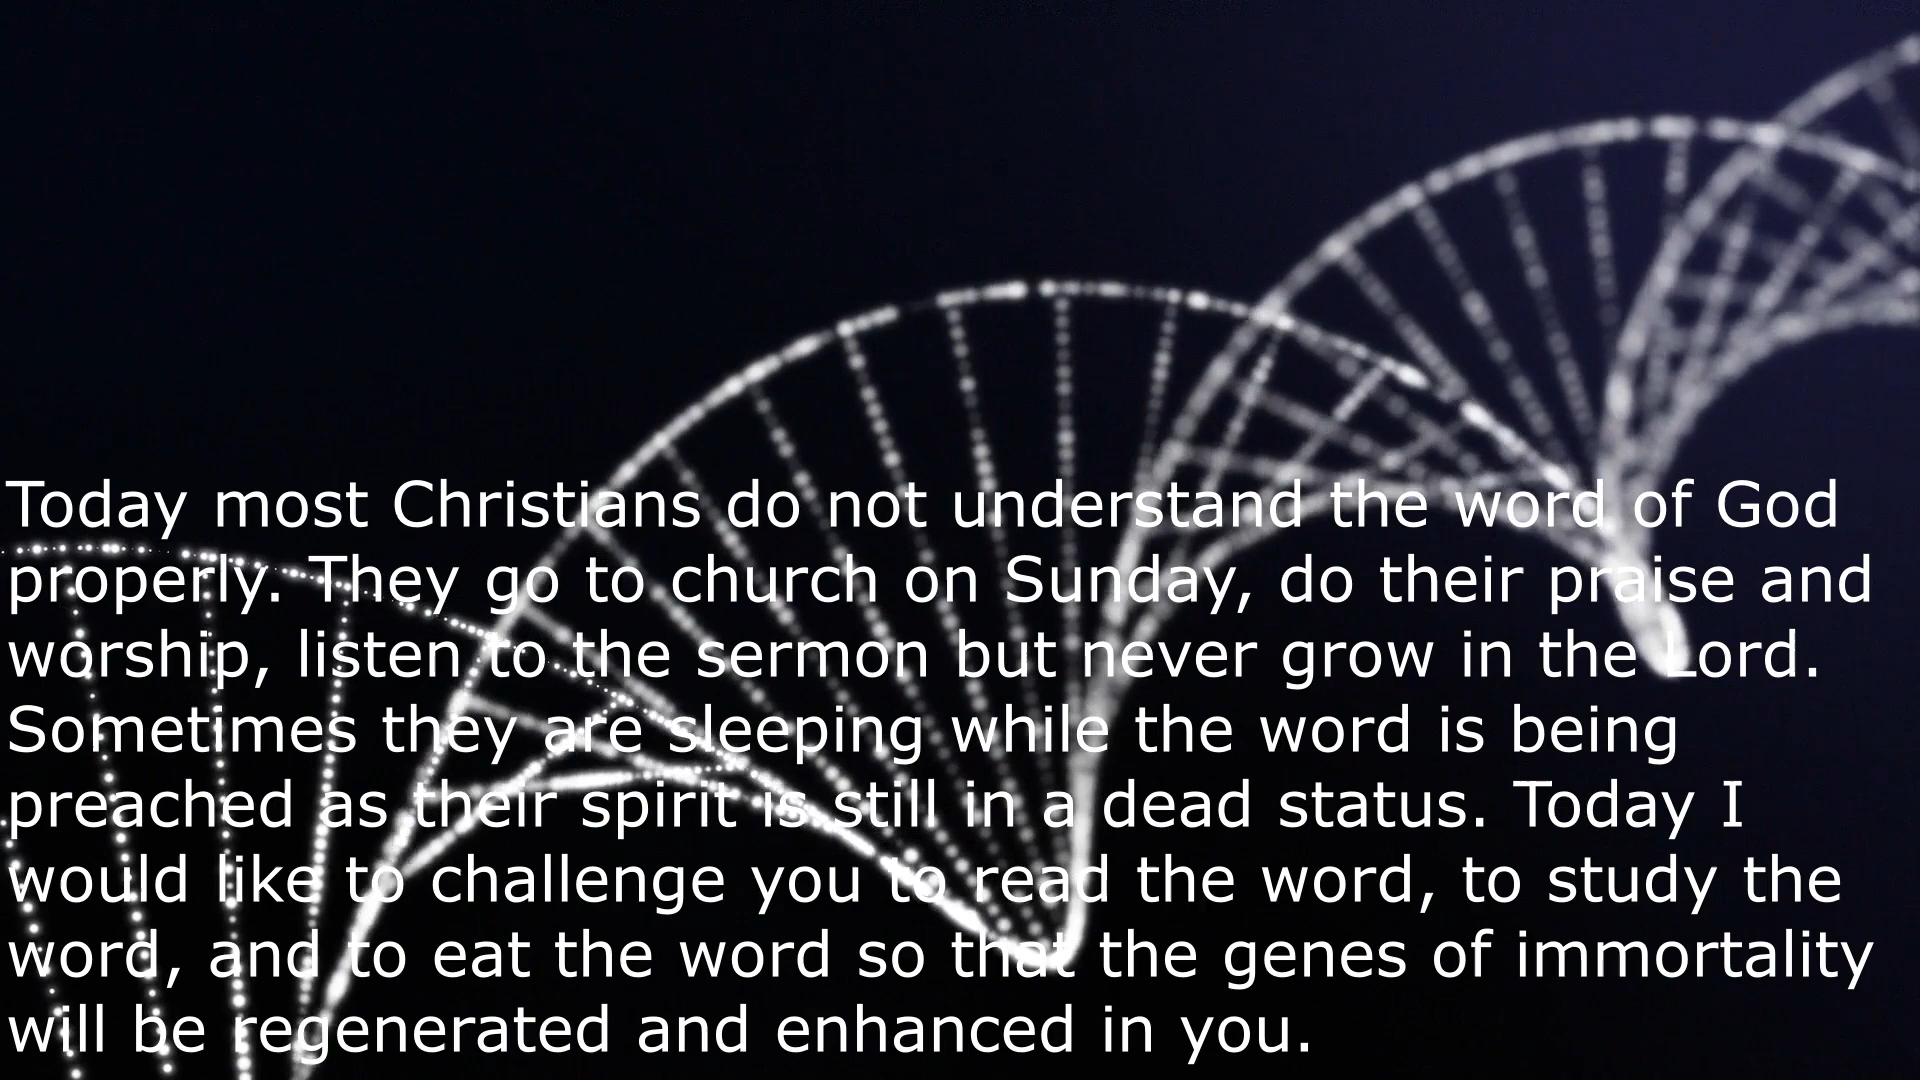 Today most Christians do not understand the word of God
properly. They go to church on Sunday, do their praise and
worship, listen to the sermon but never grow in the Lord.
Sometimes they are sleeping while the word is being
preached as their spirit is still in a dead status. Today I
would like to challenge you to read the word, to study the
word, and to eat the word so that the genes of immortality
will be regenerated and enhanced in you.